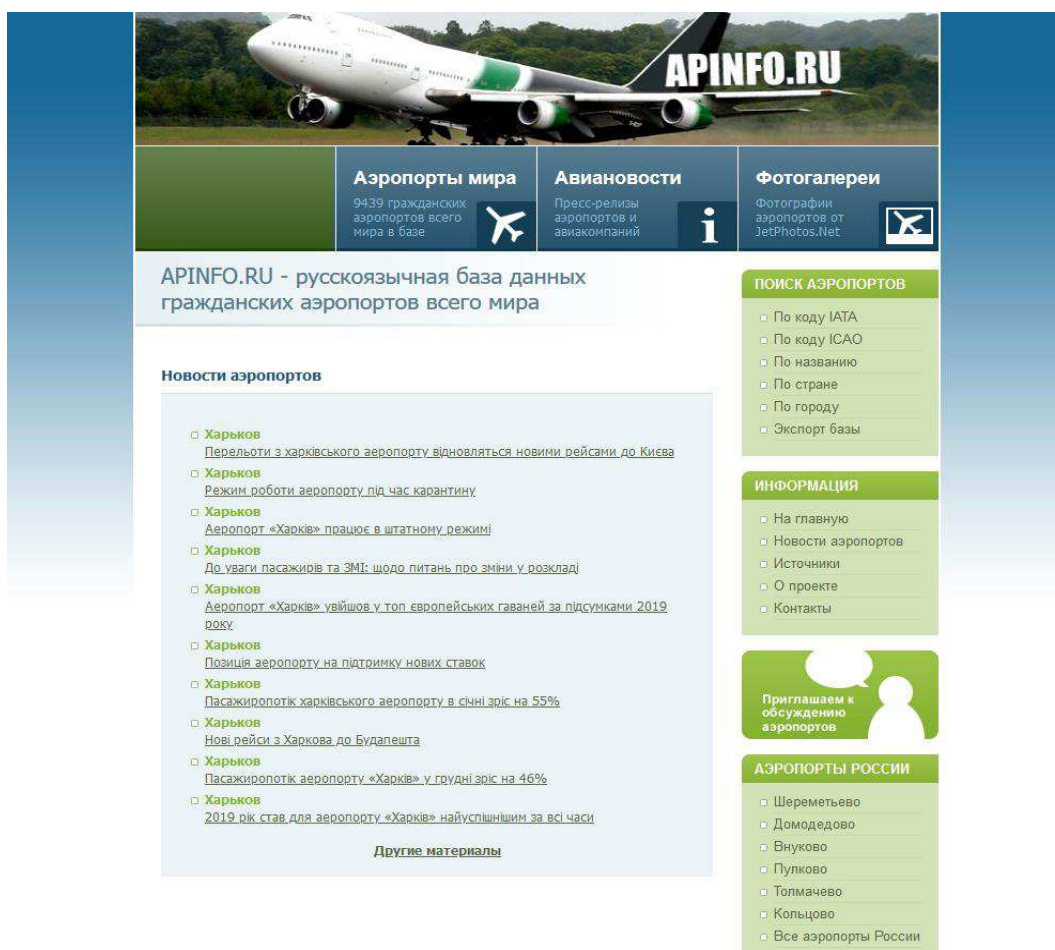 APINFO.RU
Аэропорты мира
9439 гражданских
аэропортов всего
мира в базе
Авиановости
Пресс-релизы
аэропортов и
авиакомпаний
Фотогалереи
Фотографии
аэропортов от
JetPhotos.Net
APINFO.RU - русскоязычная база данных
гражданских аэропортов всего мира
Новости аэропортов
Харьков
Перельоти з харківського аеропорту відновляться новими рейсами до Києва
Харьков
Режим роботи аеропорту під час карантину
Харьков
Аеропорт «Харків» працює в штатному режимі
Харьков
До уваги пасажирів та ЗМІ: щодо питань про зміни у розкладі
Харьков
Аеропорт «Харків» увійшов у топ європейських гаваней за підсумками 2019
року
Харьков
Позиція аеропорту на підтримку нових ставок
Харьков
Пасажиропотік харківського аеропорту в січні зріс на 55%
Харьков
Нові рейси з Харкова до Будапешта
Харьков
Пасажиропотік аеропорту «Харків» у грудні зріс на 46%
Харьков
2019 рік став для аеропорту «Харків» найуспішнішим за всі часи
Другие материалы
ПОИСК АЭРОПОРТОВ
По коду IATA
По коду ICAO
По названию
По стране
По городу
Экспорт базы
ИНФОРМАЦИЯ
На главную
Новости аэропортов
Источники
О проекте
Контакты
Приглашаем к
обсуждению
аэропортов
АЭРОПОРТЫ РОССИИ
Шереметьево
Домодедово
Внуково
Пулково
Толмачево
Кольцово
Все аэропорты России